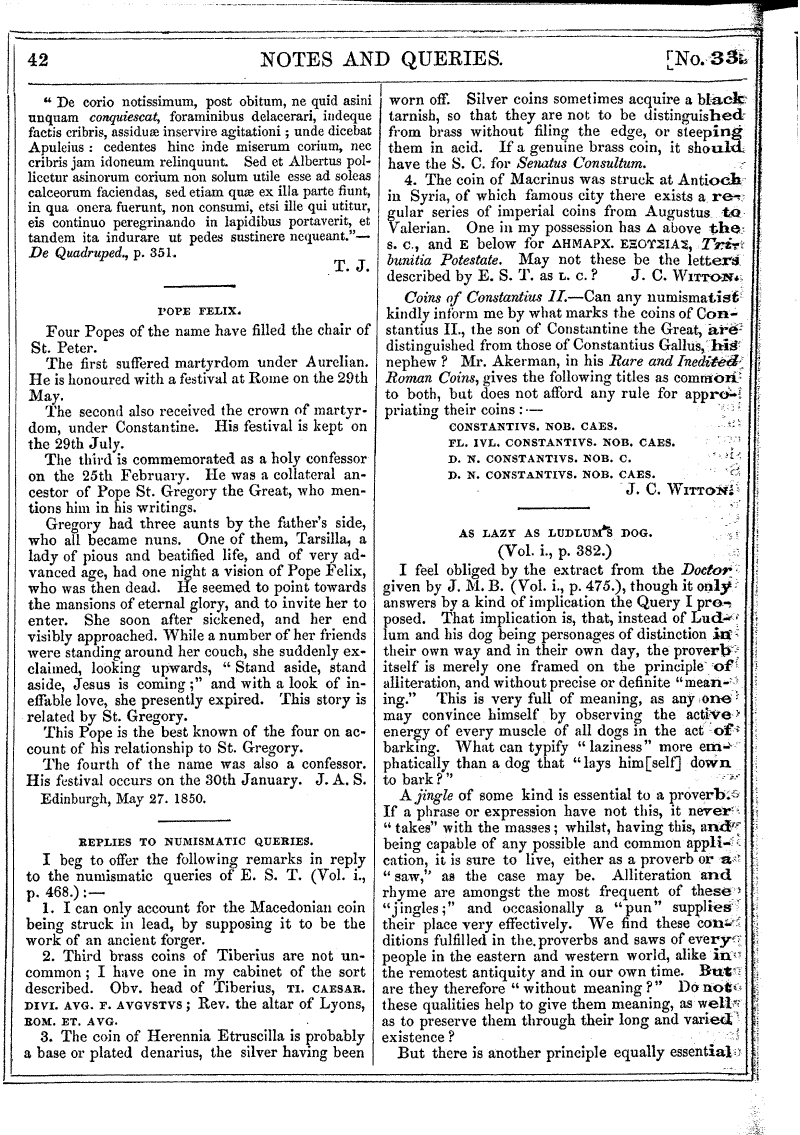 42 NOTES AND QUERIES. [No. 33.
“ De corio notissimum, post obitum, ne quid asini
unquam conquiescat, foraminibus delacerari, indeque
factis cribris, assiduæ inservire agitationi ; unde dicebat
Apuleius : cedentes hinc inde miserum corium, nec
cribris jam idoneum relinquunt. Sed et Albertus pol-
licetur asinorum corium non solum utile esse ad soleas
calceorum faciendas, sed etiam quæ ex illa parte fiunt,
in qua onera fuerunt, non consumi, etsi ille qui utitur,
eis continuo peregrinando in lapidibus portaverit, et
tandem ita indurare ut pedes sustinere nequeant.”—
De Quadruped., p. 351.
T. J.
POPE FELIX.
Four Popes of the name have filled the chair of
St. Peter.
The first suffered martyrdom under Aurelian.
He is honoured with a festival at Rome on the 29th
May.
The second also received the crown of martyr-
dom, under Constantine. His festival is kept on
the 29th July.
The third is commemorated as a holy confessor
on the 25th February. He was a collateral an-
cestor of Pope St. Gregory the Great, who men-
tions him in his writings.
Gregory had three aunts by the father's side,
who all became nuns. One of them, Tarsilla, a
lady of pious and beatified life, and of very ad-
vanced age, had one night a vision of Pope Felix,
who was then dead. He seemed to point towards
the mansions of eternal glory, and to invite her to
enter. She soon after sickened, and her end
visibly approached. While a number of her friends
were standing around her couch, she suddenly ex-
claimed, looking upwards, “ Stand aside, stand
aside, Jesus is coming ;” and with a look of in-
effable love, she presently expired. This story is
related by St. Gregory.
This Pope is the best known of the four on ac-
count of his relationship to St. Gregory.
The fourth of the name was also a confessor.
His festival occurs on the 30th January. J. A. S.
Edinburgh, May 27. 1850.
REPLIES TO NUMISMATIC QUERIES.
I beg to offer the following remarks in reply
to the numismatic queries of E. S. T. (Vol. i.,
p. 468.) :—
1. I can only account for the Macedonian coin
being struck in lead, by supposing it to be the
work of an ancient forger.
2. Third brass coins of Tiberius are not un-
common ; I have one in my cabinet of the sort
described. Obv. head of Tiberius, TI. CAESAR.
DIVI. AVG. F. AVGVSTVS ; Rev. the altar of Lyons,
ROM. ET. AVG.
3. The coin of Herennia Etruscilla is probably
a base or plated denarius, the silver having been
worn off. Silver coins sometimes acquire a black
tarnish, so that they are not to be distinguished
from brass without filing the edge, or steeping
them in acid. If a genuine brass coin, it should
have the S. C. for Senatus Consultum.
4. The coin of Macrinus was struck at Antioch
in Syria, of which famous city there exists a re-
gular series of imperial coins from Augustus to
Valerian. One in my possession has Δ above the
S. C., and E below for ΔΗΜΑΡΧ. ΕΞΟΥΣΙΑΣ, Tri-
bunitia Potestate. May not these be the letters
described by E. S. T. as L. C. ? J. C. WITTON.
Coins of Constantius II.—Can any numismatist
kindly inform me by what marks the coins of Con-
stantius II., the son of Constantine the Great, are
distinguished from those of Constantius Gallus, his
nephew ? Mr. Akerman, in his Rare and Inedited
Roman Coins, gives the following titles as common
to both, but does not afford any rule for appro-
priating their coins :—
CONSTANTIVS. NOB. CAES.
FL. IVL. CONSTANTIVS. NOB. CAES.
D. N. CONSTANTIVS. NOB. C.
D. N. CONSTANTIVS. NOB. CAES.
J. C. WITTON.
AS LAZY AS LUDLUM'S DOG.
(Vol. i., p. 382.)
I feel obliged by the extract from the Doctor
given by J. M. B. (Vol. i., p. 475.), though it only
answers by a kind of implication the Query I pro-
posed. That implication is, that, instead of Lud-
lum and his dog being personages of distinction in
their own way and in their own day, the proverb
itself is merely one framed on the principle of
alliteration, and without precise or definite “mean-
ing.” This is very full of meaning, as any one
may convince himself by observing the active
energy of every muscle of all dogs in the act of
barking. What can typify “ laziness” more em-
phatically than a dog that “lays him[self] down
to bark ?”
A jingle of some kind is essential to a proverb.
If a phrase or expression have not this, it never
“ takes” with the masses ; whilst, having this, and
being capable of any possible and common appli-
cation, it is sure to live, either as a proverb or a
“ saw,” as the case may be. Alliteration and
rhyme are amongst the most frequent of these
“jingles ;” and occasionally a “pun” supplies
their place very effectively. We find these con-
ditions fulfilled in the proverbs and saws of every
people in the eastern and western world, alike in
the remotest antiquity and in our own time. But
are they therefore “ without meaning ?” Do not
these qualities help to give them meaning, as well
as to preserve them through their long and varied
existence ?
But there is another principle equally essential